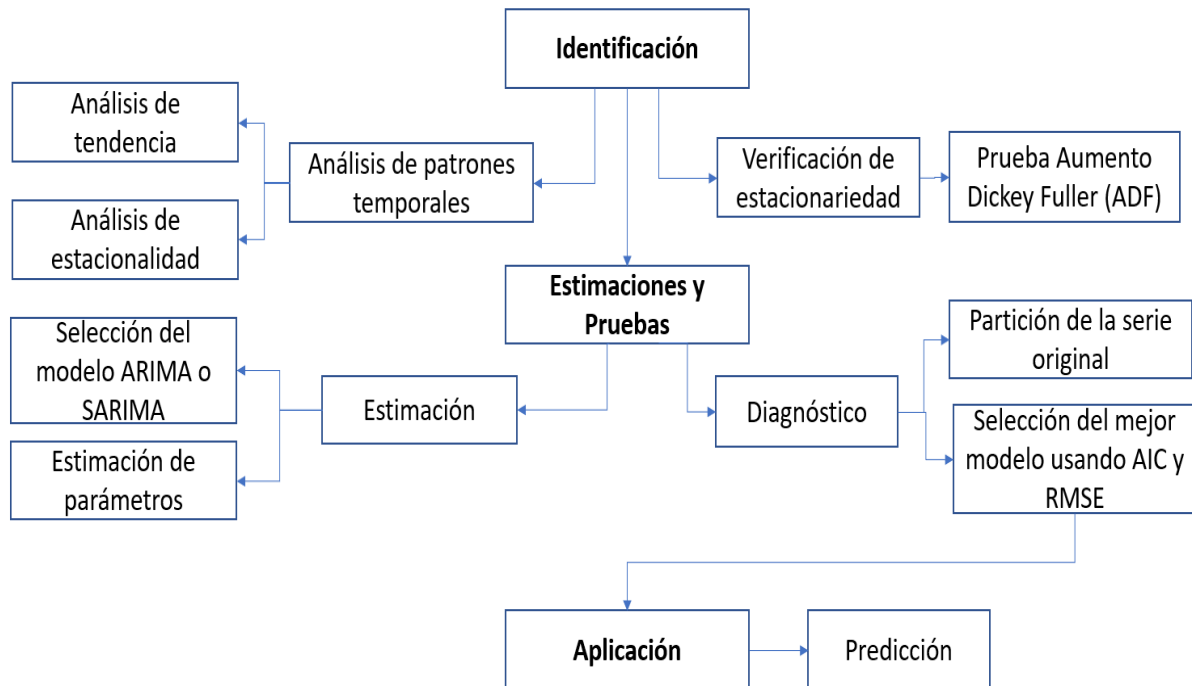 Identificación
Análisis de
tendencia
Análisis de patrones
temporales
Análisis de
estacionalidad
Verificación de
estacionariedad
Prueba Aumento
Dickey Fuller (ADF)
Estimaciones y
Pruebas
Selección del
modelo ARIMA o
SARIMA
Estimación
Estimación de
parámetros
Diagnóstico
Partición de la serie
original
Selección del mejor
modelo usando AIC y
RMSE
Aplicación
Predicción